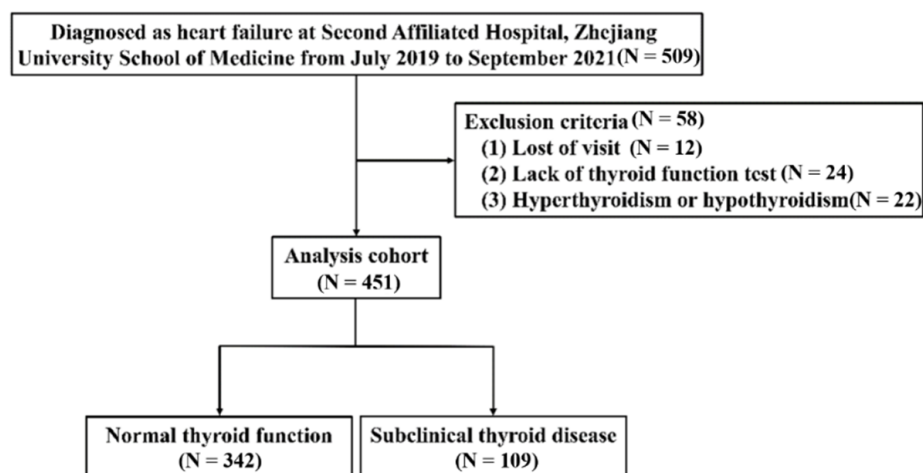 Diagnosed as heart failure at Second Affiliated Hospital, Zhejiang
University School of Medicine from July 2019 to September 2021(N = 509)
Exclusion criteria(N = 58)
(1) Lost of visit (N = 12)
(2) Lack of thyroid function test (N = 24)
(3) Hyperthyroidism or hypothyroidism(N = 22)
Analysis cohort
(N = 451)
Normal thyroid function
(N = 342)
Subclinical thyroid disease
(N = 109)